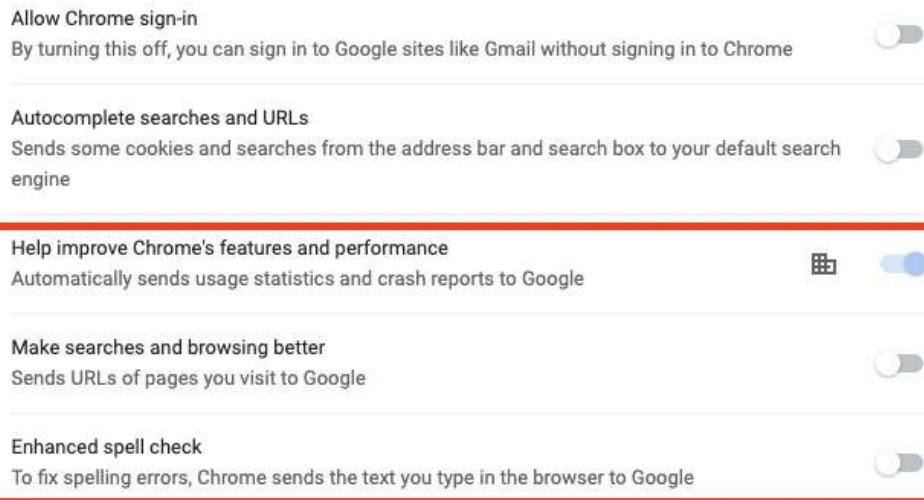 Allow Chrome sign-in
By turning this off, you can sign in to Google sites like Gmail without signing in to Chrome
Autocomplete searches and URLs
Sends some cookies and searches from the address bar and search box to your default search
engine
Help improve Chrome's features and performance
Automatically sends usage statistics and crash reports to Google
Make searches and browsing better
Sends URLs of pages you visit to Google
Enhanced spell check
To fix spelling errors, Chrome sends the text you type in the browser to Google